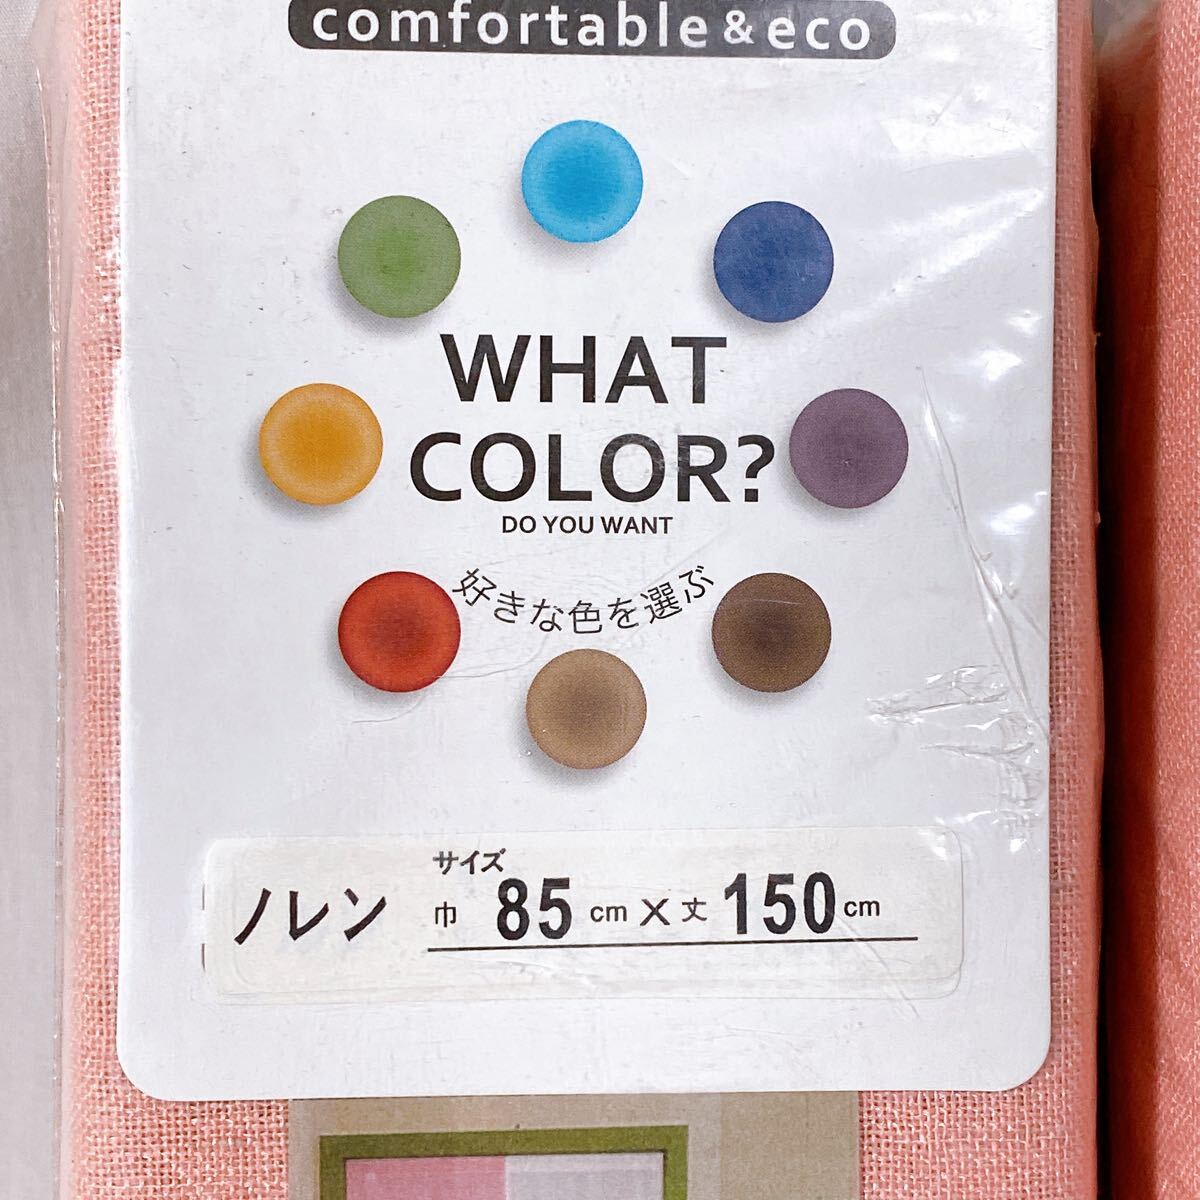 comfortable & eco
WHAT
COLOR?
DO YOU WANT
好きな色を選ぶ
サイズ
ノレン 巾 85 cm × 丈 150 cm